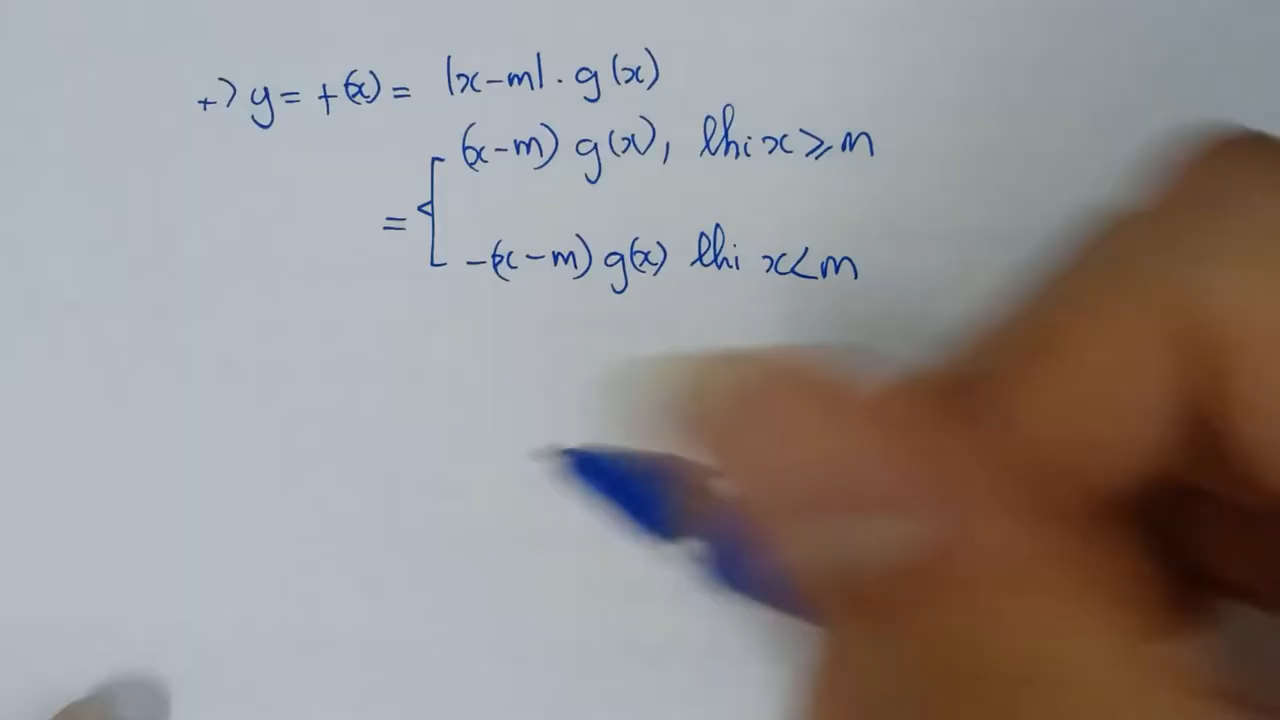 +) y = f(x) = |x-m| . g(x)
= { (x-m) g(x), khi x ⩾ m
-(x-m) g(x) khi x < m